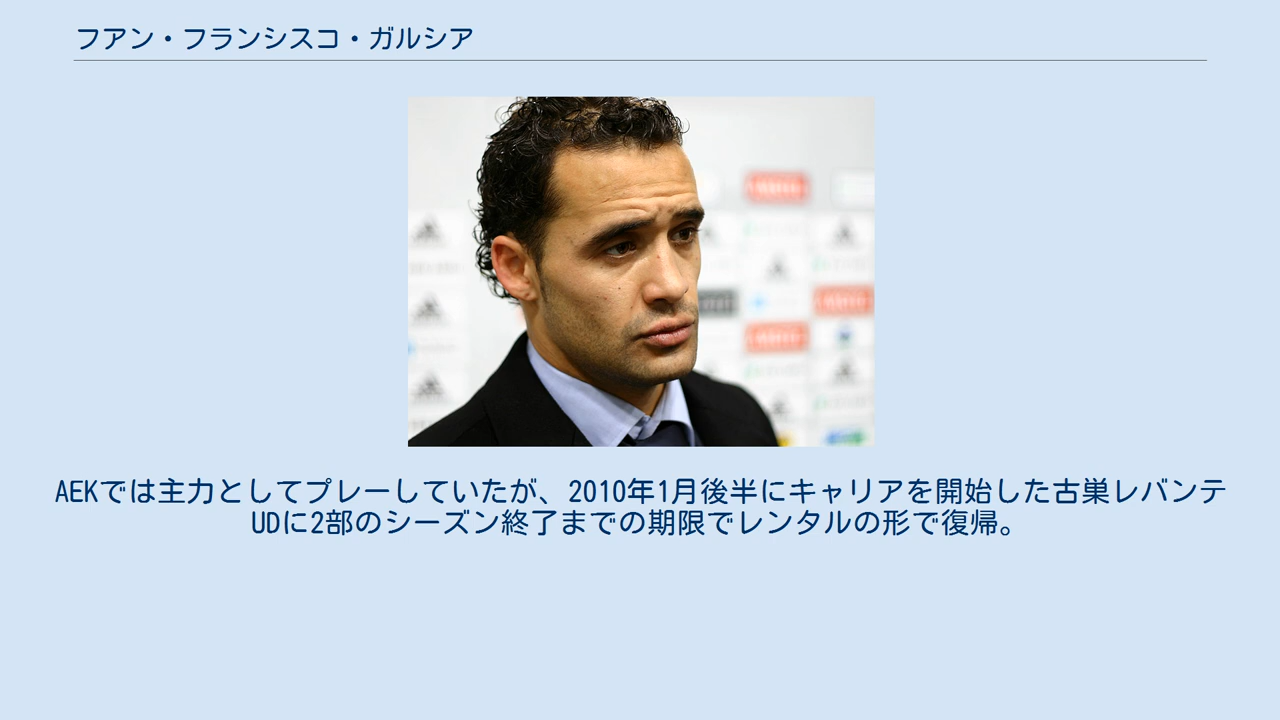 フアン・フランシスコ・ガルシア
AEKでは主力としてプレーしていたが、2010年1月後半にキャリアを開始した古巣レバンテ
UDに2部のシーズン終了までの期限でレンタルの形で復帰。